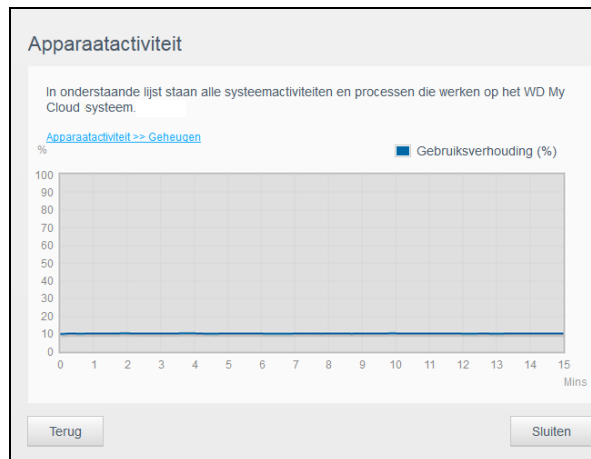 Apparaatactiviteit
In onderstaande lijst staan alle systeemactiviteiten en processen die werken op het WD My
Cloud systeem.
Apparaatactiviteit >> Geheugen
%
Gebruiksverhouding (%)
100
90
80
70
60
50
40
30
20
10
0
0 1 2 3 4 5 6 7 8 9 10 11 12 13 14 15
Mins
Terug
Sluiten